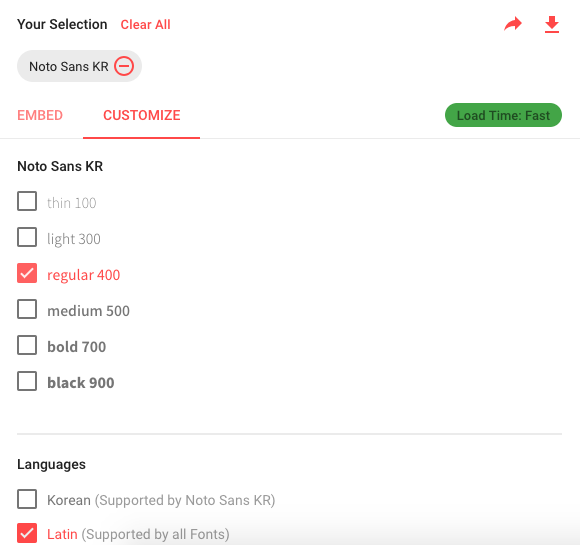 Your Selection Clear All
Noto Sans KR
EMBED CUSTOMIZE Load Time: Fast
Noto Sans KR
thin 100
light 300
regular 400
medium 500
bold 700
black 900
Languages
Korean (Supported by Noto Sans KR)
Latin (Supported by all Fonts)